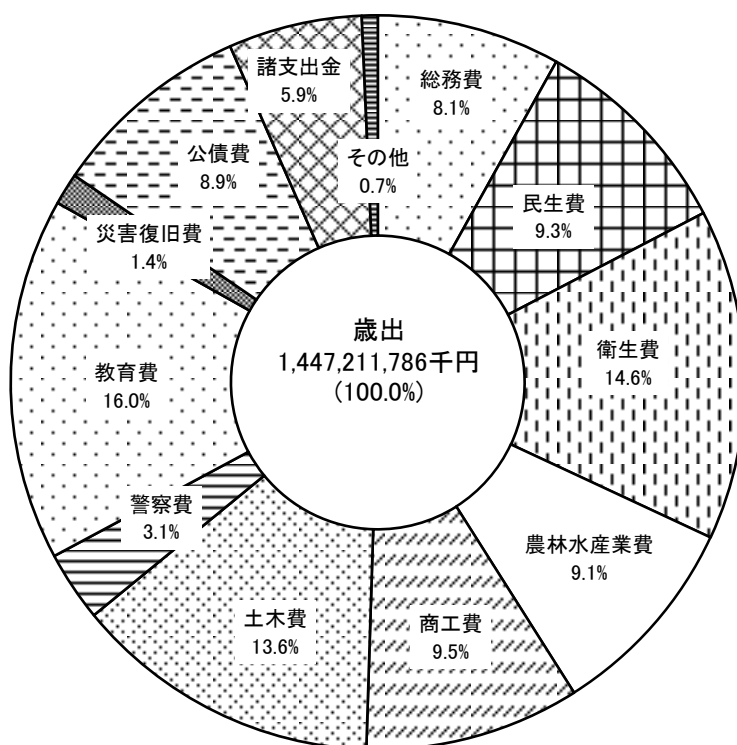 総務費
8.1%
民生費
9.3%
衛生費
14.6%
農林水産業費
9.1%
商工費
9.5%
土木費
13.6%
警察費
3.1%
教育費
16.0%
災害復旧費
1.4%
公債費
8.9%
諸支出金
5.9%
その他
0.7%
歳出
1,447,211,786千円
(100.0%)